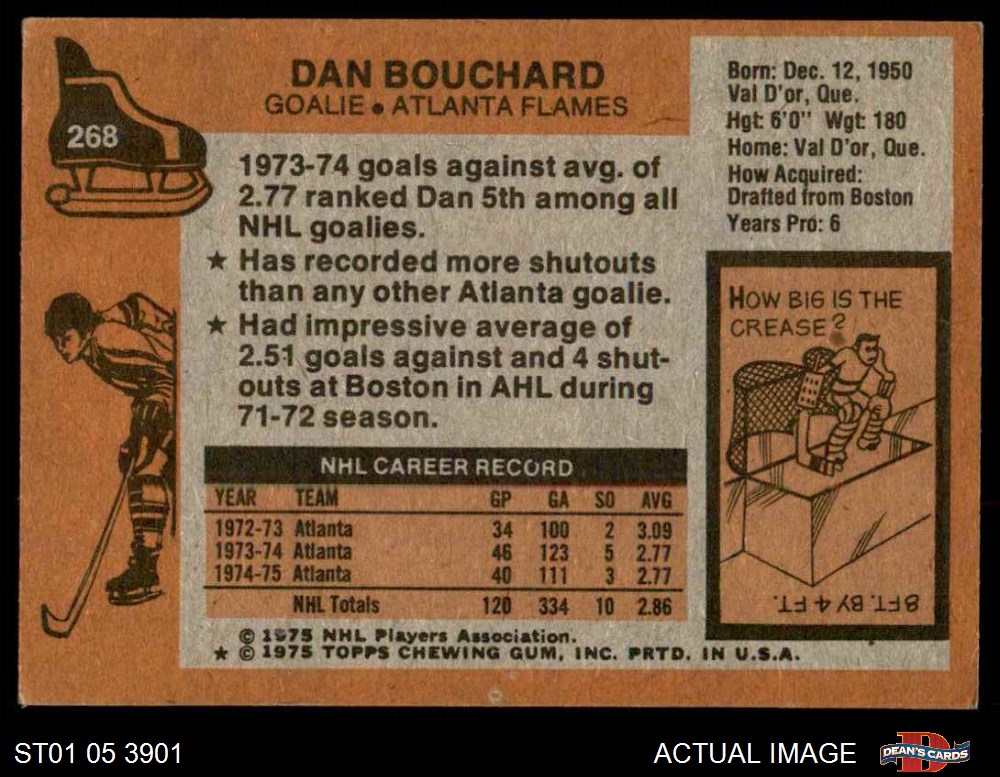 268
DAN BOUCHARD
GOALIE • ATLANTA FLAMES
1973-74 goals against avg. of
2.77 ranked Dan 5th among all
NHL goalies.
★ Has recorded more shutouts
than any other Atlanta goalie.
★ Had impressive average of
2.51 goals against and 4 shut-
outs at Boston in AHL during
71-72 season.
Born: Dec. 12, 1950
Val D'or, Que.
Hgt: 6'0" Wgt: 180
Home: Val D'or, Que.
How Acquired:
Drafted from Boston
Years Pro: 6
HOW BIG IS THE
CREASE?
8 FT. BY 4 FT.
NHL CAREER RECORD
YEAR TEAM GP GA SO AVG
1972-73 Atlanta 34 100 2 3.09
1973-74 Atlanta 46 123 5 2.77
1974-75 Atlanta 40 111 3 2.77
NHL Totals 120 334 10 2.86
© 1975 NHL Players Association.
★ © 1975 TOPPS CHEWING GUM, INC. PRTD. IN U.S.A.
ST01 05 3901
ACTUAL IMAGE
D
DEAN'S CARDS